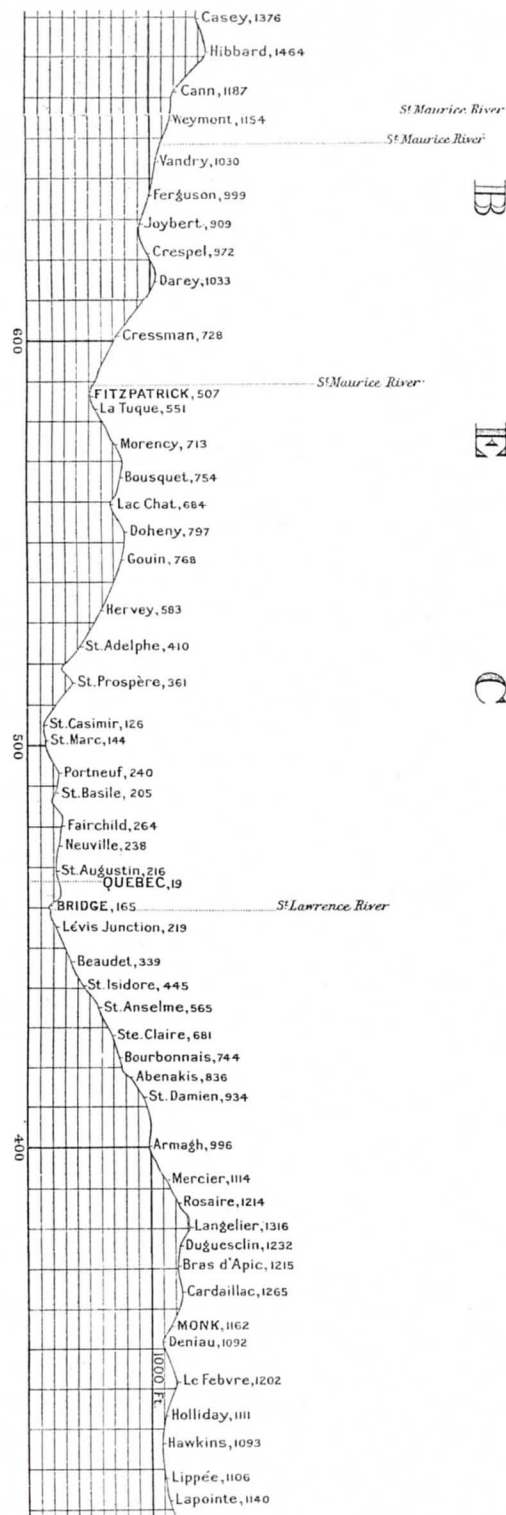 Casey, 1376
Hibbard, 1464
Cann, 1187
St. Maurice River
Weymont, 1154
St. Maurice River
Vandry, 1030
B
Ferguson, 999
Joybert, 909
Crespel, 972
Darey, 1033
600
Cressman, 728
St. Maurice River
FITZPATRICK, 507
La Tuque, 551
E
Morency, 713
Bousquet, 754
Lac Chat, 684
Doheny, 797
Gouin, 768
Hervey, 583
St. Adelphe, 410
St. Prospère, 361
C
St. Casimir, 126
500
St. Marc, 144
Portneuf, 240
St. Basile, 205
Fairchild, 264
Neuville, 238
St. Augustin, 216
QUEBEC, 19
BRIDGE, 165
St. Lawrence River
Lévis Junction, 219
Beaudet, 339
St. Isidore, 445
St. Anselme, 565
Ste. Claire, 681
Bourbonnais, 744
Abenakis, 836
St. Damien, 934
400
Armagh, 996
Mercier, 1114
Rosaire, 1214
Langelier, 1316
Duguesclin, 1232
Bras d'Apic, 1215
Cardaillac, 1265
MONK, 1162
Deniau, 1092
1000 Ft.
Le Febvre, 1202
Holliday, 1111
Hawkins, 1093
Lippée, 1106
Lapointe, 1140